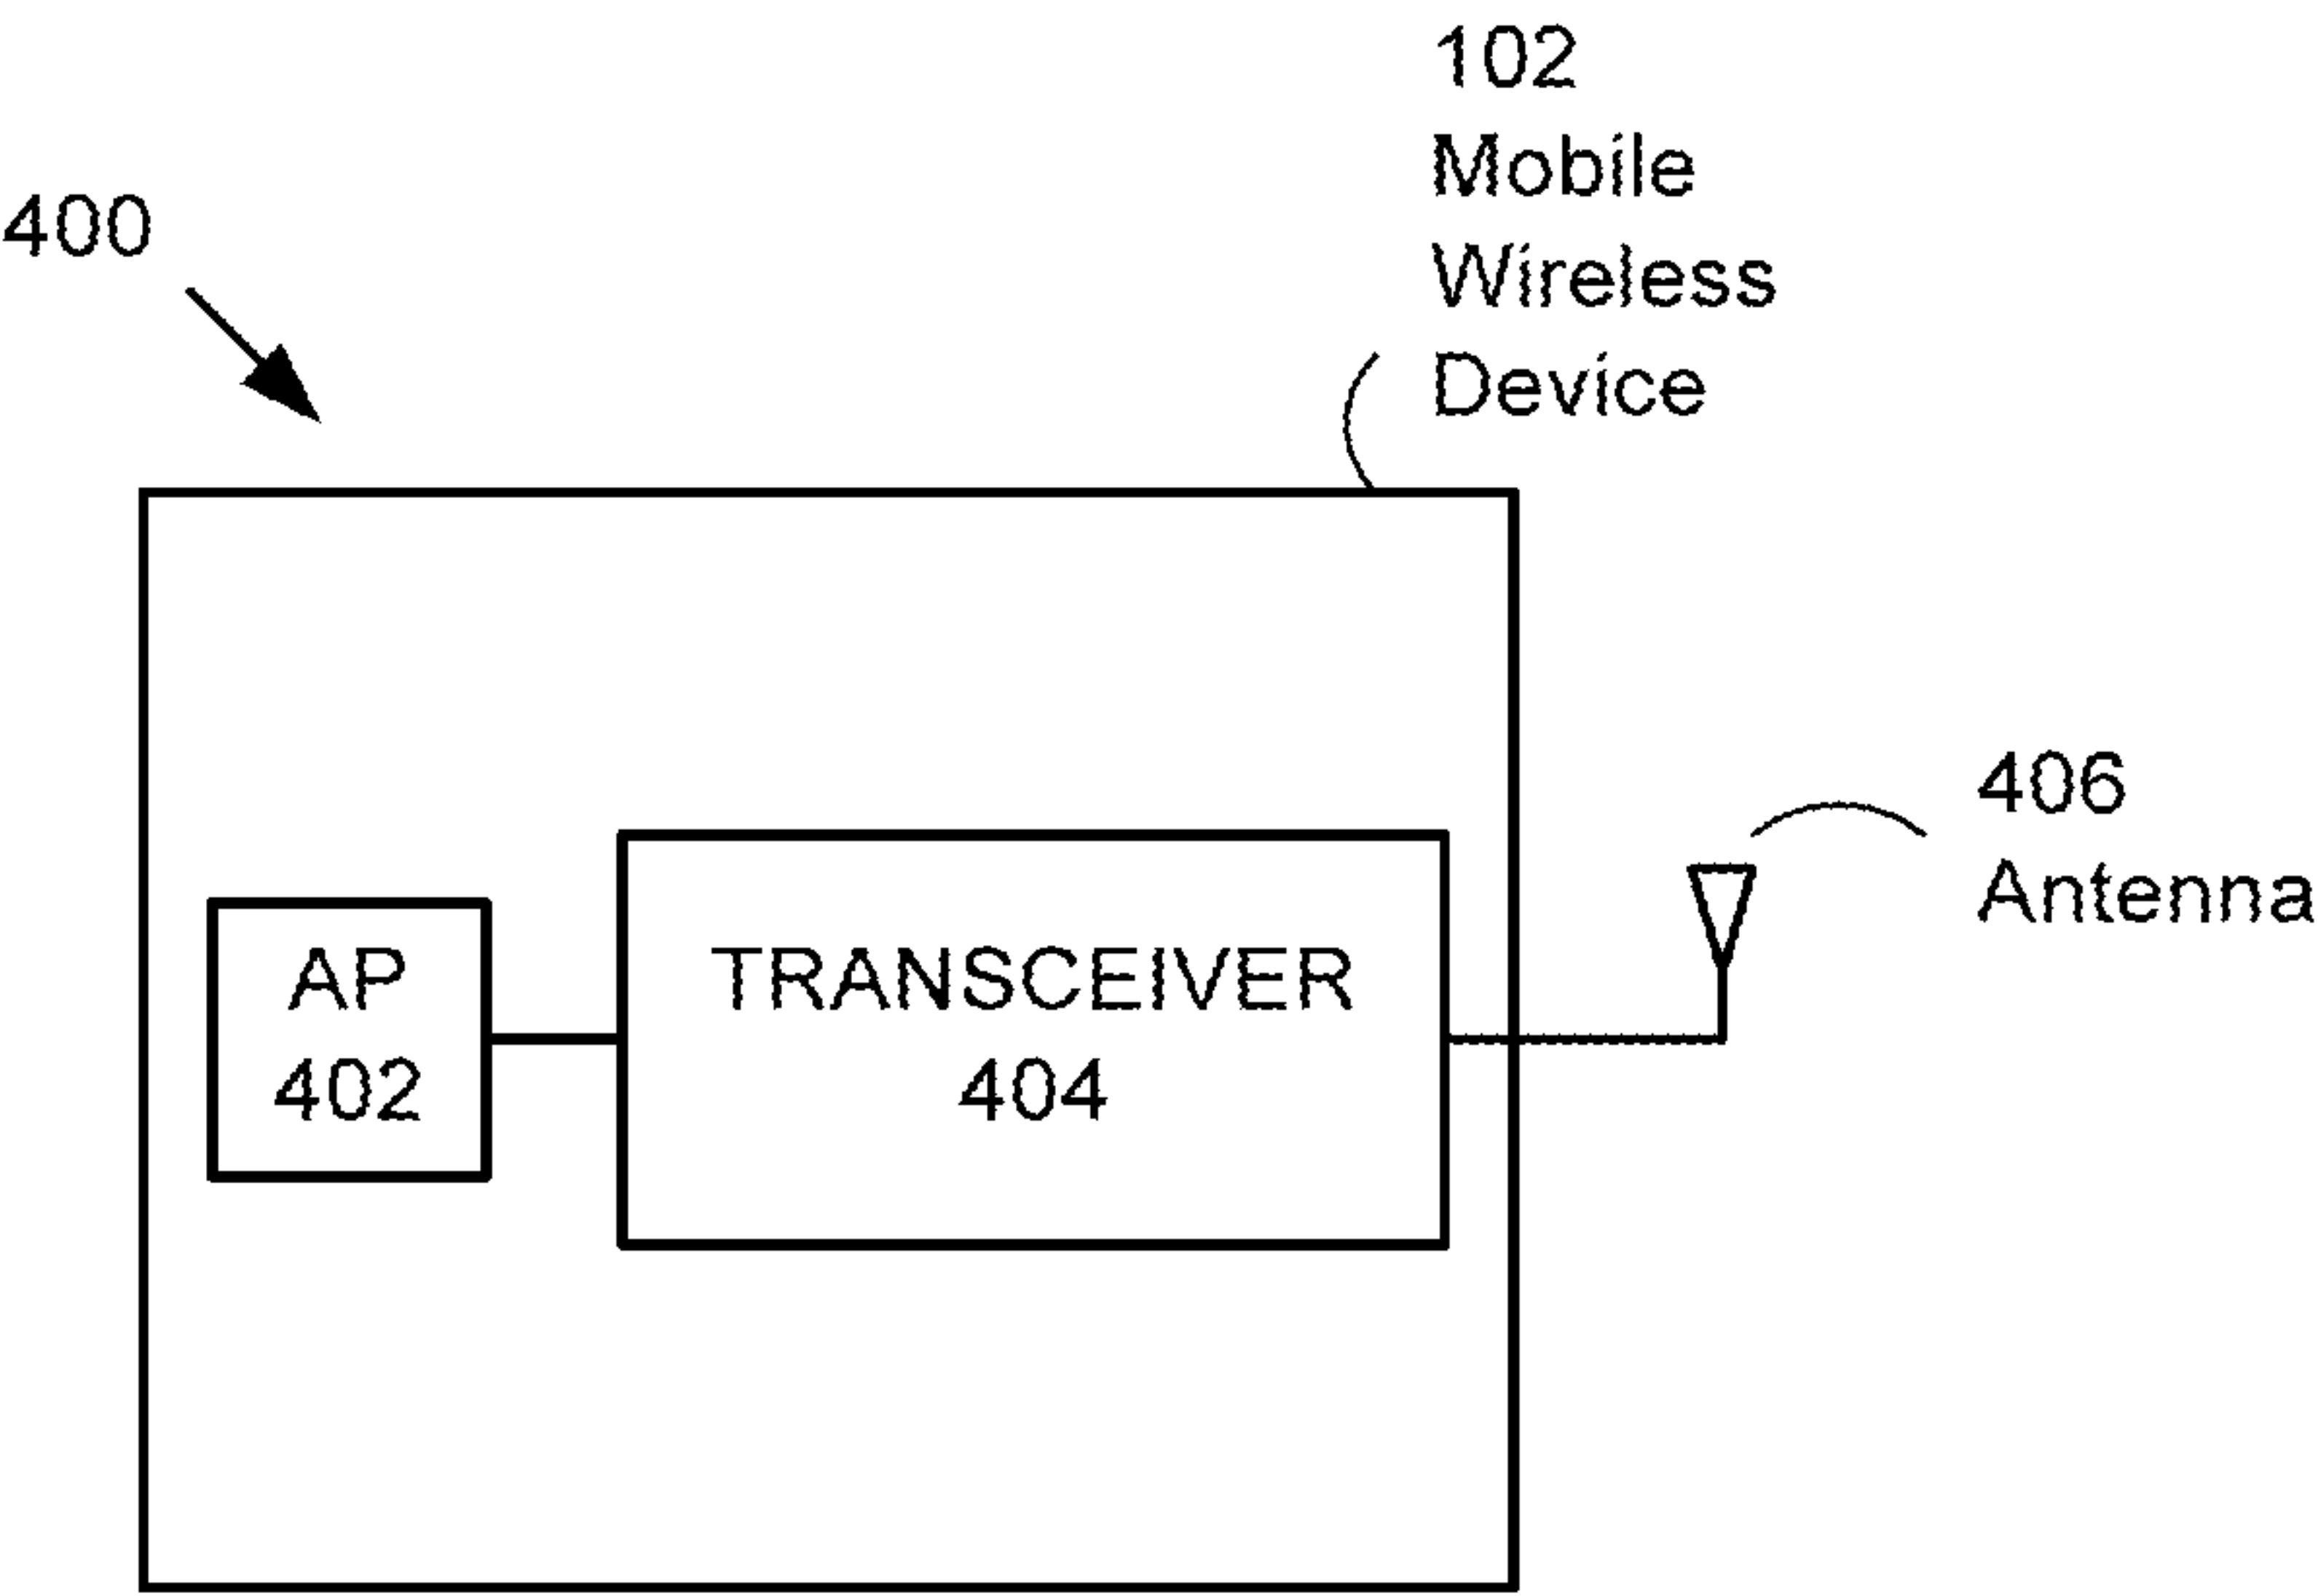 102
Mobile
Wireless
Device
400
406
Antenna
AP
402
TRANSCEIVER
404